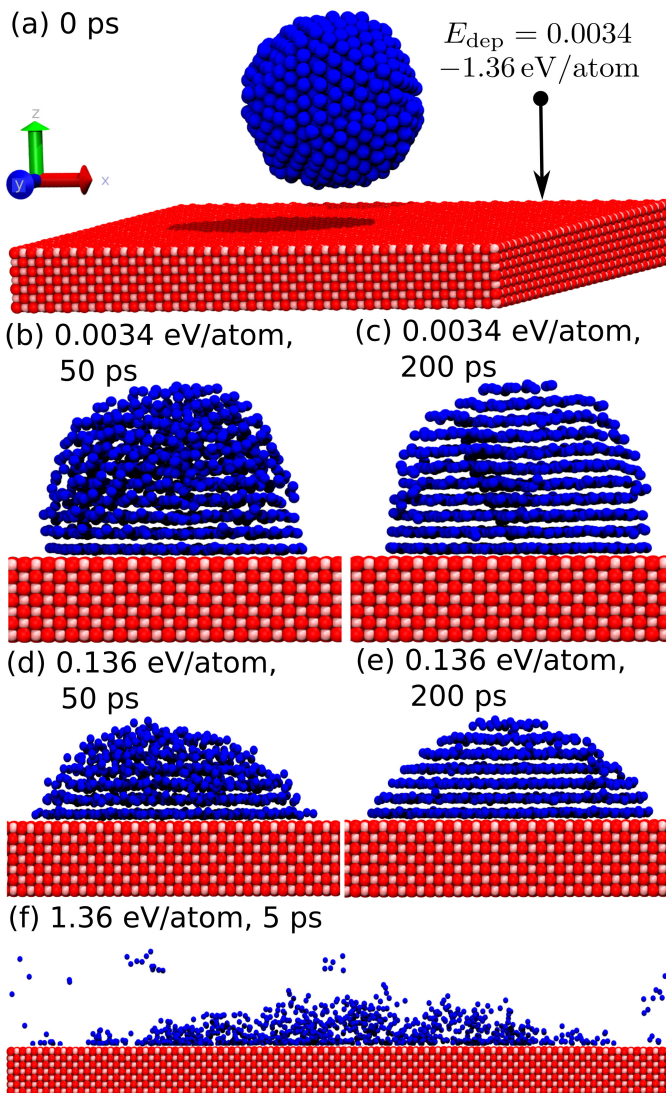 (a) 0 ps
E_dep = 0.0034
−1.36 eV/atom
z
y
x
(b) 0.0034 eV/atom,
50 ps
(c) 0.0034 eV/atom,
200 ps
(d) 0.136 eV/atom,
50 ps
(e) 0.136 eV/atom,
200 ps
(f) 1.36 eV/atom, 5 ps